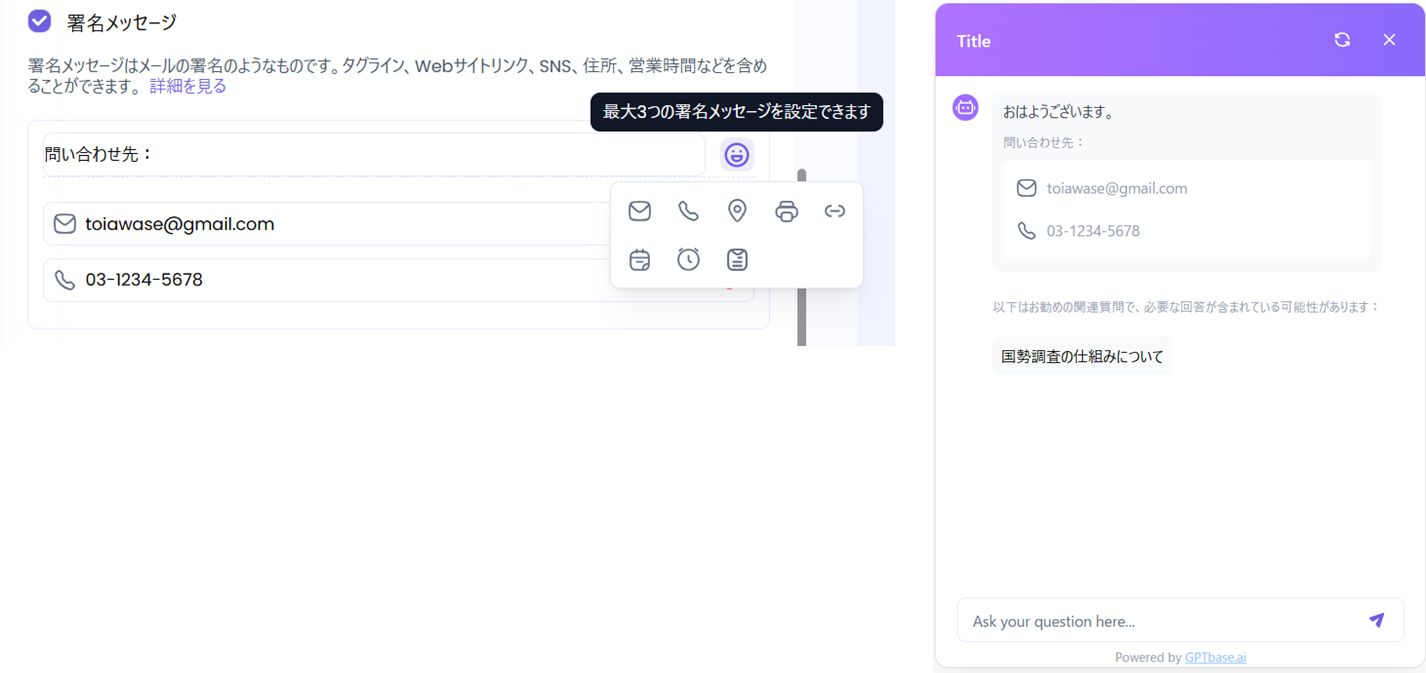 署名メッセージ
署名メッセージはメールの署名のようなものです。タグライン、Webサイトリンク、SNS、住所、営業時間などを含め
ることができます。 詳細を見る
最大3つの署名メッセージを設定できます
問い合わせ先：
toiawase@gmail.com
03-1234-5678
Title
おはようございます。
問い合わせ先：
toiawase@gmail.com
03-1234-5678
以下はお勧めの関連質問で、必要な回答が含まれている可能性があります：
国勢調査の仕組みについて
Ask your question here...
Powered by GPTbase.ai